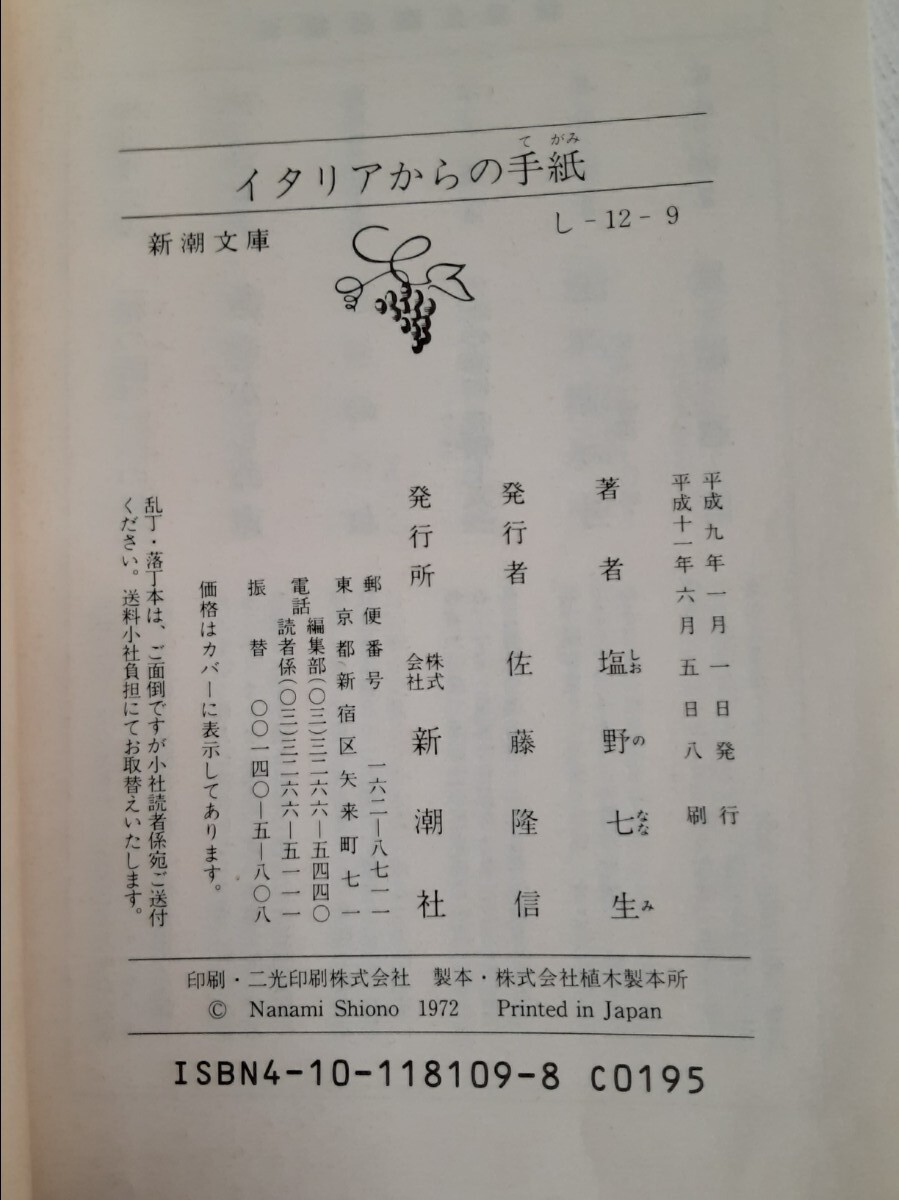 イタリアからの手紙
新潮文庫
し-12-9
平成九年一月一日発行
平成十一年六月五日八刷
著者 塩野七生
発行者 佐藤隆信
発行所 株式会社 新潮社
郵便番号 一六二―八七一一
東京都新宿区矢来町七一
電話 編集部(〇三)三二六六―五四四〇
読者係(〇三)三二六六―五一一一
振替 〇〇一四〇―五―八〇八
価格はカバーに表示してあります。
乱丁・落丁本は、ご面倒ですが小社読者係宛ご送付
ください。送料小社負担にてお取替えいたします。
印刷・二光印刷株式会社 製本・株式会社植木製本所
© Nanami Shiono 1972 Printed in Japan
ISBN4-10-118109-8 C0195